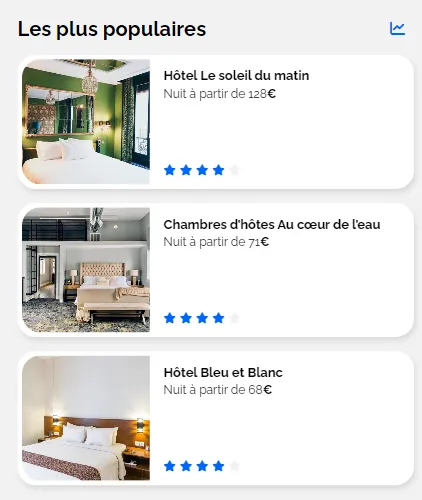 Les plus populaires
Hôtel Le soleil du matin
Nuit à partir de 128€
Chambres d'hôtes Au cœur de l'eau
Nuit à partir de 71€
Hôtel Bleu et Blanc
Nuit à partir de 68€